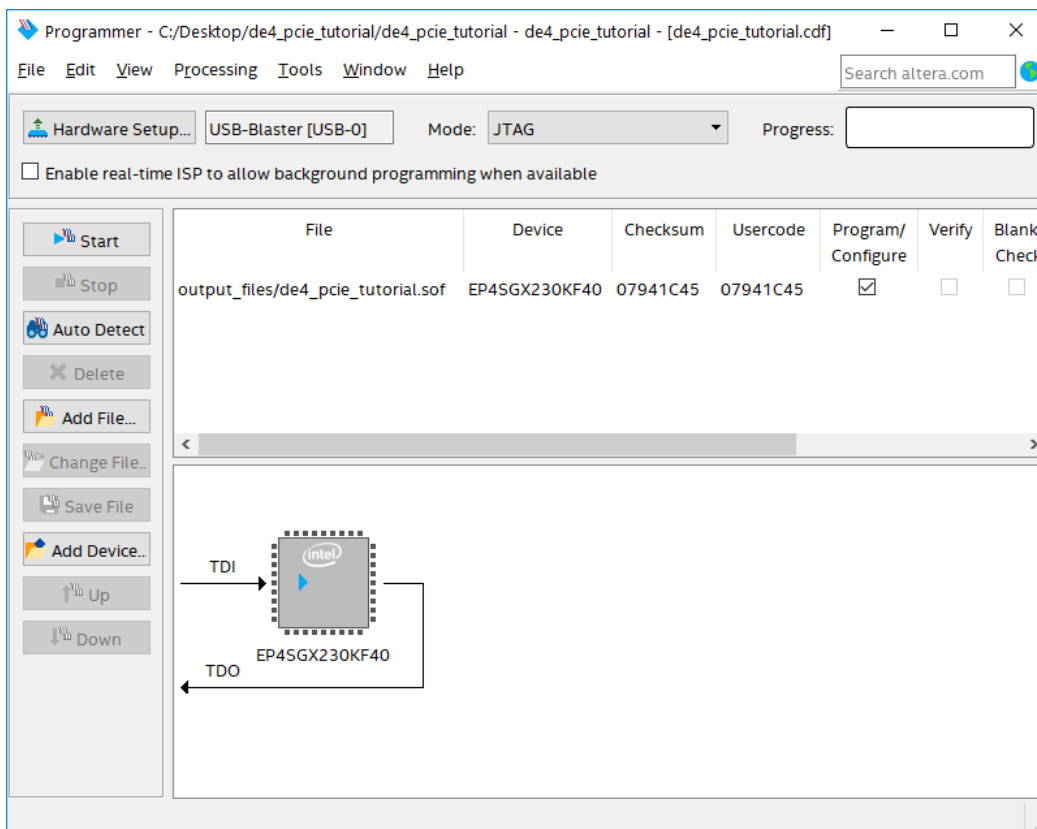 Programmer - C:/Desktop/de4_pcie_tutorial/de4_pcie_tutorial - de4_pcie_tutorial - [de4_pcie_tutorial.cdf]
File Edit View Processing Tools Window Help
Search altera.com
Hardware Setup... USB-Blaster [USB-0] Mode: JTAG Progress:
Enable real-time ISP to allow background programming when available
Start
Stop
Auto Detect
Delete
Add File...
Change File..
Save File
Add Device..
Up
Down
File Device Checksum Usercode Program/ Verify Blank
Configure Check
output_files/de4_pcie_tutorial.sof EP4SGX230KF40 07941C45 07941C45
intel
TDI
EP4SGX230KF40
TDO